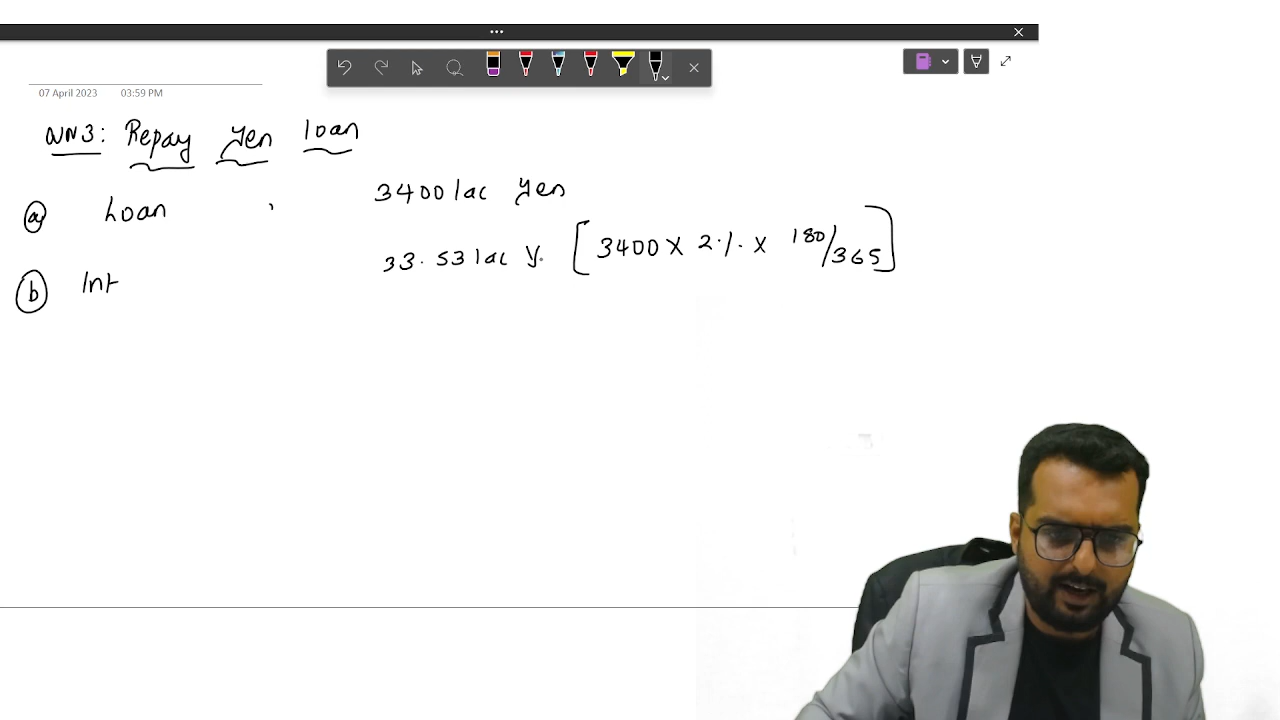 07 April 2023 03:59 PM
WN3: Repay Yen loan
(a) Loan 3400 lac Yen
(b) Int 33.53 lac Y. [3400 X 2% X 180/365]